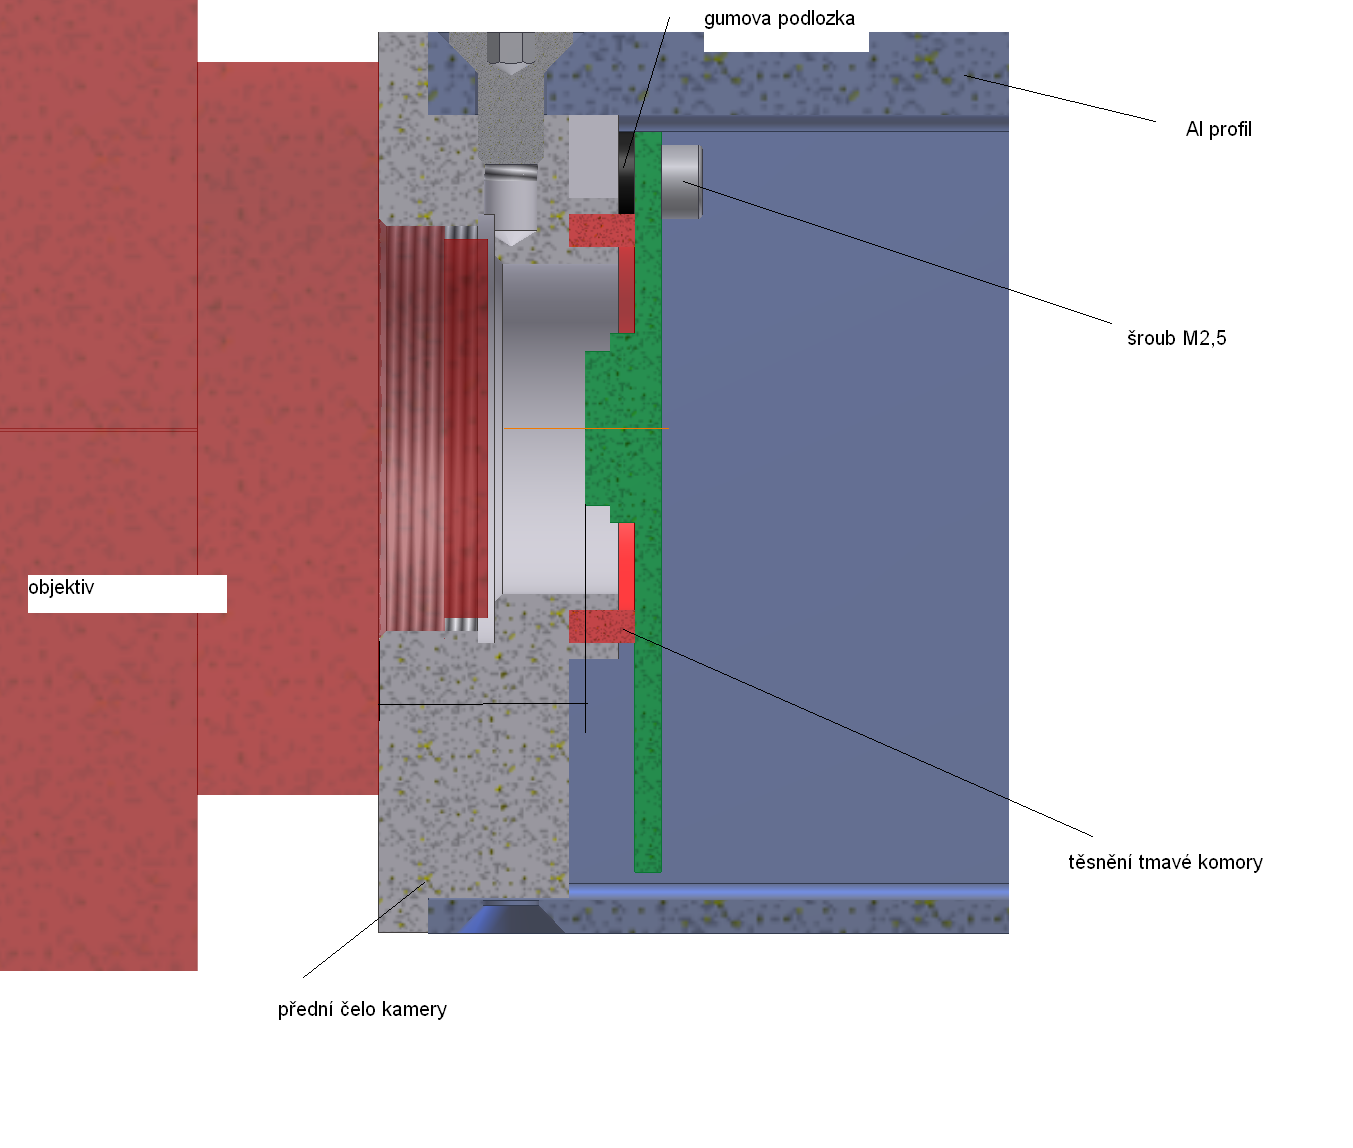 gumova podlozka
Al profil
šroub M2,5
objektiv
těsnění tmavé komory
přední čelo kamery